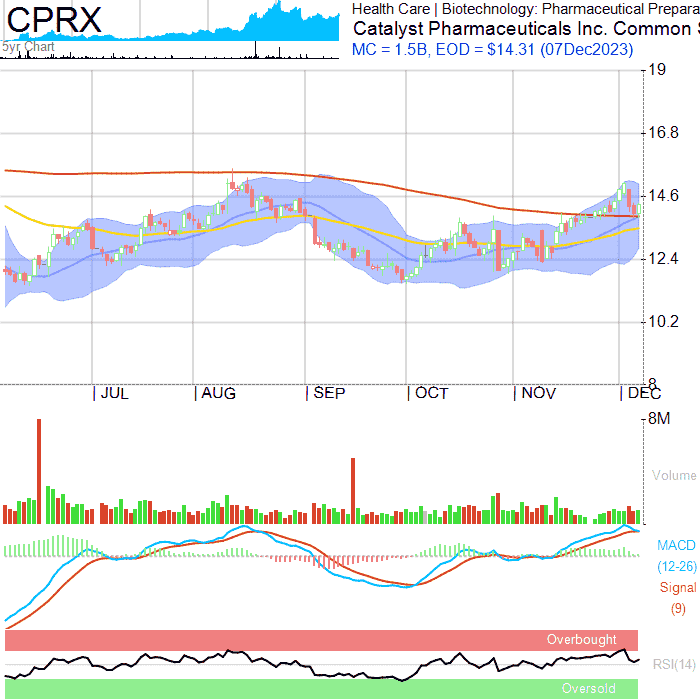 CPRX
5yr Chart
Health Care | Biotechnology: Pharmaceutical Prepara
Catalyst Pharmaceuticals Inc. Common S
MC = 1.5B, EOD = $14.31 (07Dec2023)
19
16.8
14.6
12.4
10.2
8
JUL
AUG
SEP
OCT
NOV
DEC
8M
Volume
MACD
(12-26)
Signal
(9)
Overbought
RSI(14)
Oversold